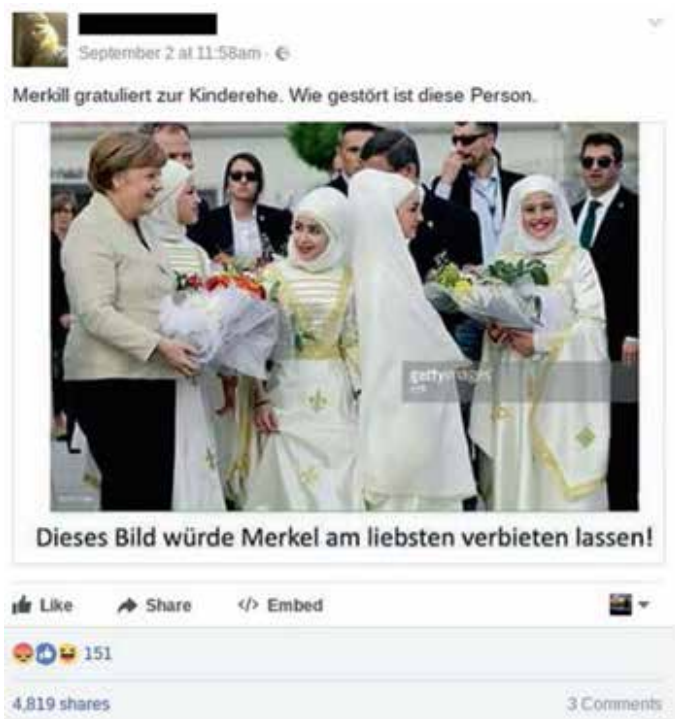 September 2 at 11:58am ·
Merkill gratuliert zur Kinderehe. Wie gestört ist diese Person.
gettyimages
Dieses Bild würde Merkel am liebsten verbieten lassen!
Like Share </> Embed
151
4,819 shares 3 Comments